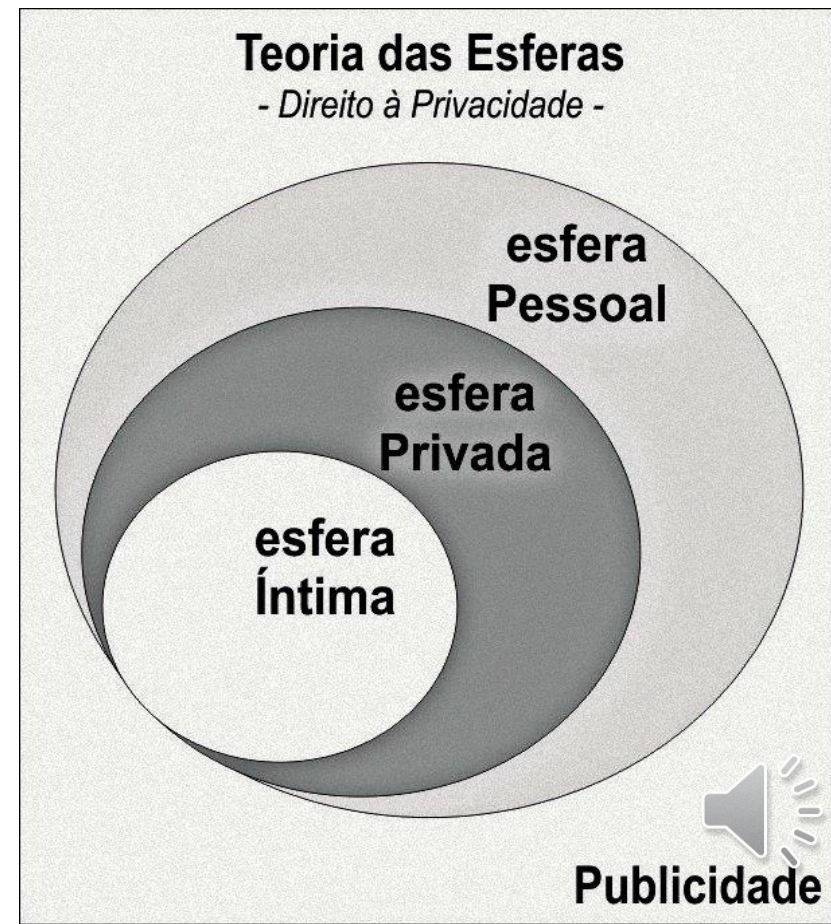 Teoria das Esferas
- Direito à Privacidade -
esfera
Pessoal
esfera
Privada
esfera
Íntima
Publicidade